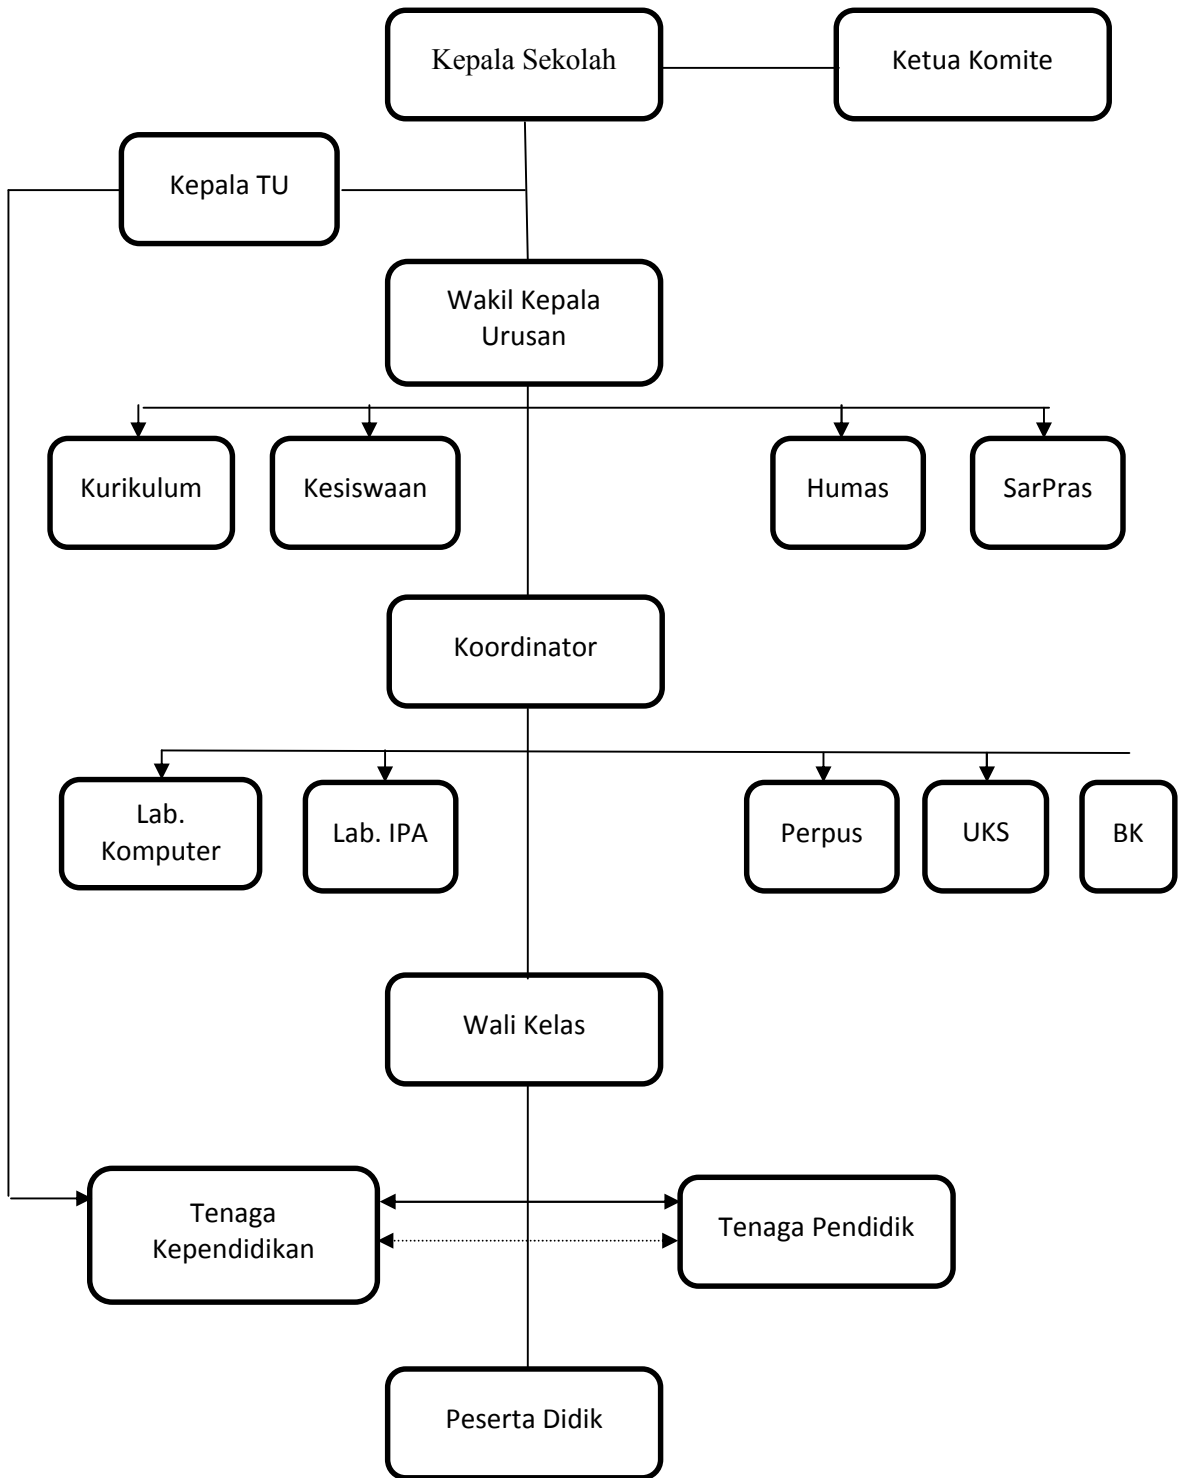 Kepala Sekolah
Ketua Komite
Kepala TU
Wakil Kepala
Urusan
Kurikulum
Kesiswaan
Humas
SarPras
Koordinator
Lab.
Komputer
Lab. IPA
Perpus
UKS
BK
Wali Kelas
Tenaga
Kependidikan
Tenaga Pendidik
Peserta Didik